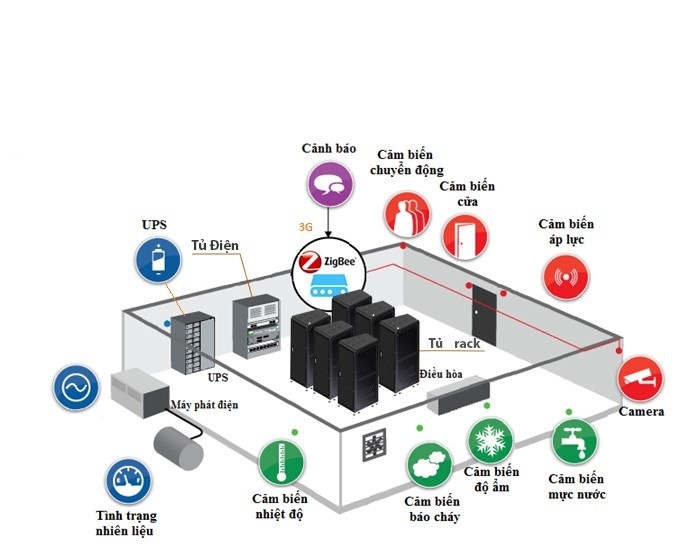 Cảnh báo
Cảm biến
chuyển động
Cảm biến
cửa
UPS
Tủ Điện
3G
ZigBee
Cảm biến
áp lực
Tủ rack
UPS
Điều hòa
Máy phát điện
Camera
Tình trạng
nhiên liệu
Cảm biến
nhiệt độ
Cảm biến
báo cháy
Cảm biến
độ ẩm
Cảm biến
mực nước